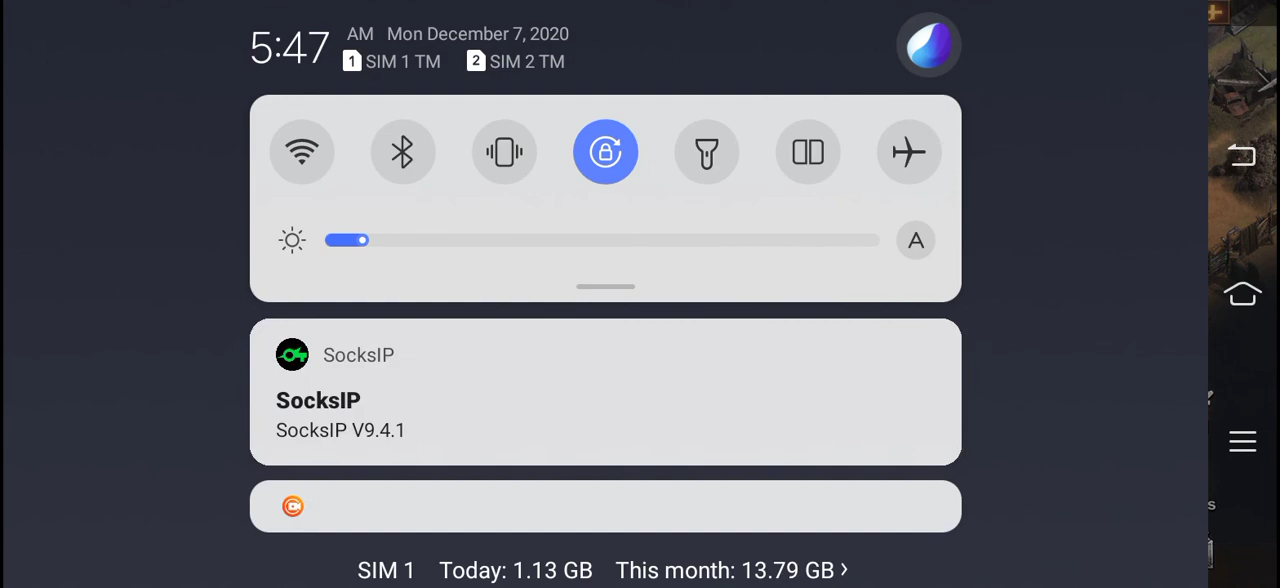 5:47 AM Mon December 7, 2020
1 SIM 1 TM 2 SIM 2 TM
A
SocksIP
SocksIP
SocksIP V9.4.1
s
SIM 1 Today: 1.13 GB This month: 13.79 GB ›